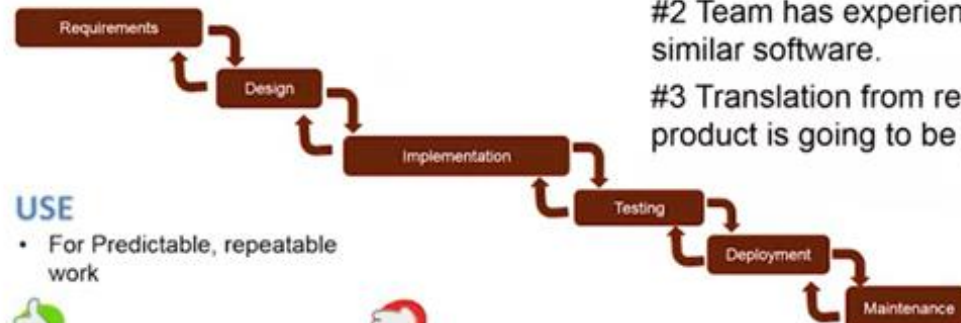 #2 Team has experien
similar software.
#3 Translation from re
product is going to be
Requirements
Design
Implementation
Testing
Deployment
Maintenance
USE
• For Predictable, repeatable
work